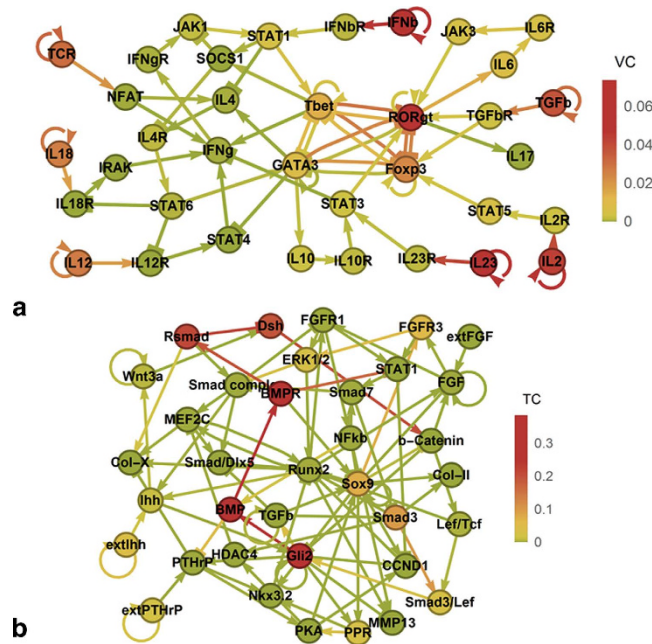 JAK1
STAT1
IFNbR
IFNb
JAK3
IL6R
TCR
IFNgR
SOCS1
IL6
VC
NFAT
IL4
Tbet
RORgt
TGFbR
TGFb
0.06
0.04
0.02
0
IL4R
IFNg
IL17
IL18
IRAK
GATA3
Foxp3
IL18R
STAT6
STAT3
STAT5
IL2R
STAT4
IL12
IL12R
IL10
IL10R
IL23R
IL23
IL2
a
Rsmad
Dsh
FGFR1
FGFR3
extFGF
ERK1/2
Wnt3a
Smad comple
BMPR
Smad7
STAT1
FGF
TC
MEF2C
NFkb
b-Catenin
0.3
0.2
0.1
0
Col-X
Smad/Dlx5
Runx2
Sox9
Col-II
Ihh
BMP
TGFb
Smad3
Lef/Tcf
extIhh
PTHrP
HDAC4
Gli2
CCND1
Nkx3.2
Smad3/Lef
extPTHrP
PKA
PPR
MMP13
b